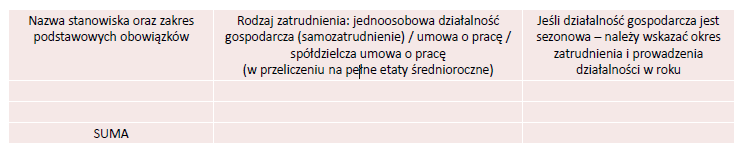 Nazwa stanowiska oraz zakres
podstawowych obowiązków
Rodzaj zatrudnienia: jednoosobowa działalność
gospodarcza (samozatrudnienie) / umowa o pracę /
spółdzielcza umowa o pracę
(w przeliczeniu na pełne etaty średnioroczne)
Jeśli działalność gospodarcza jest
sezonowa – należy wskazać okres
zatrudnienia i prowadzenia
działalności w roku
SUMA